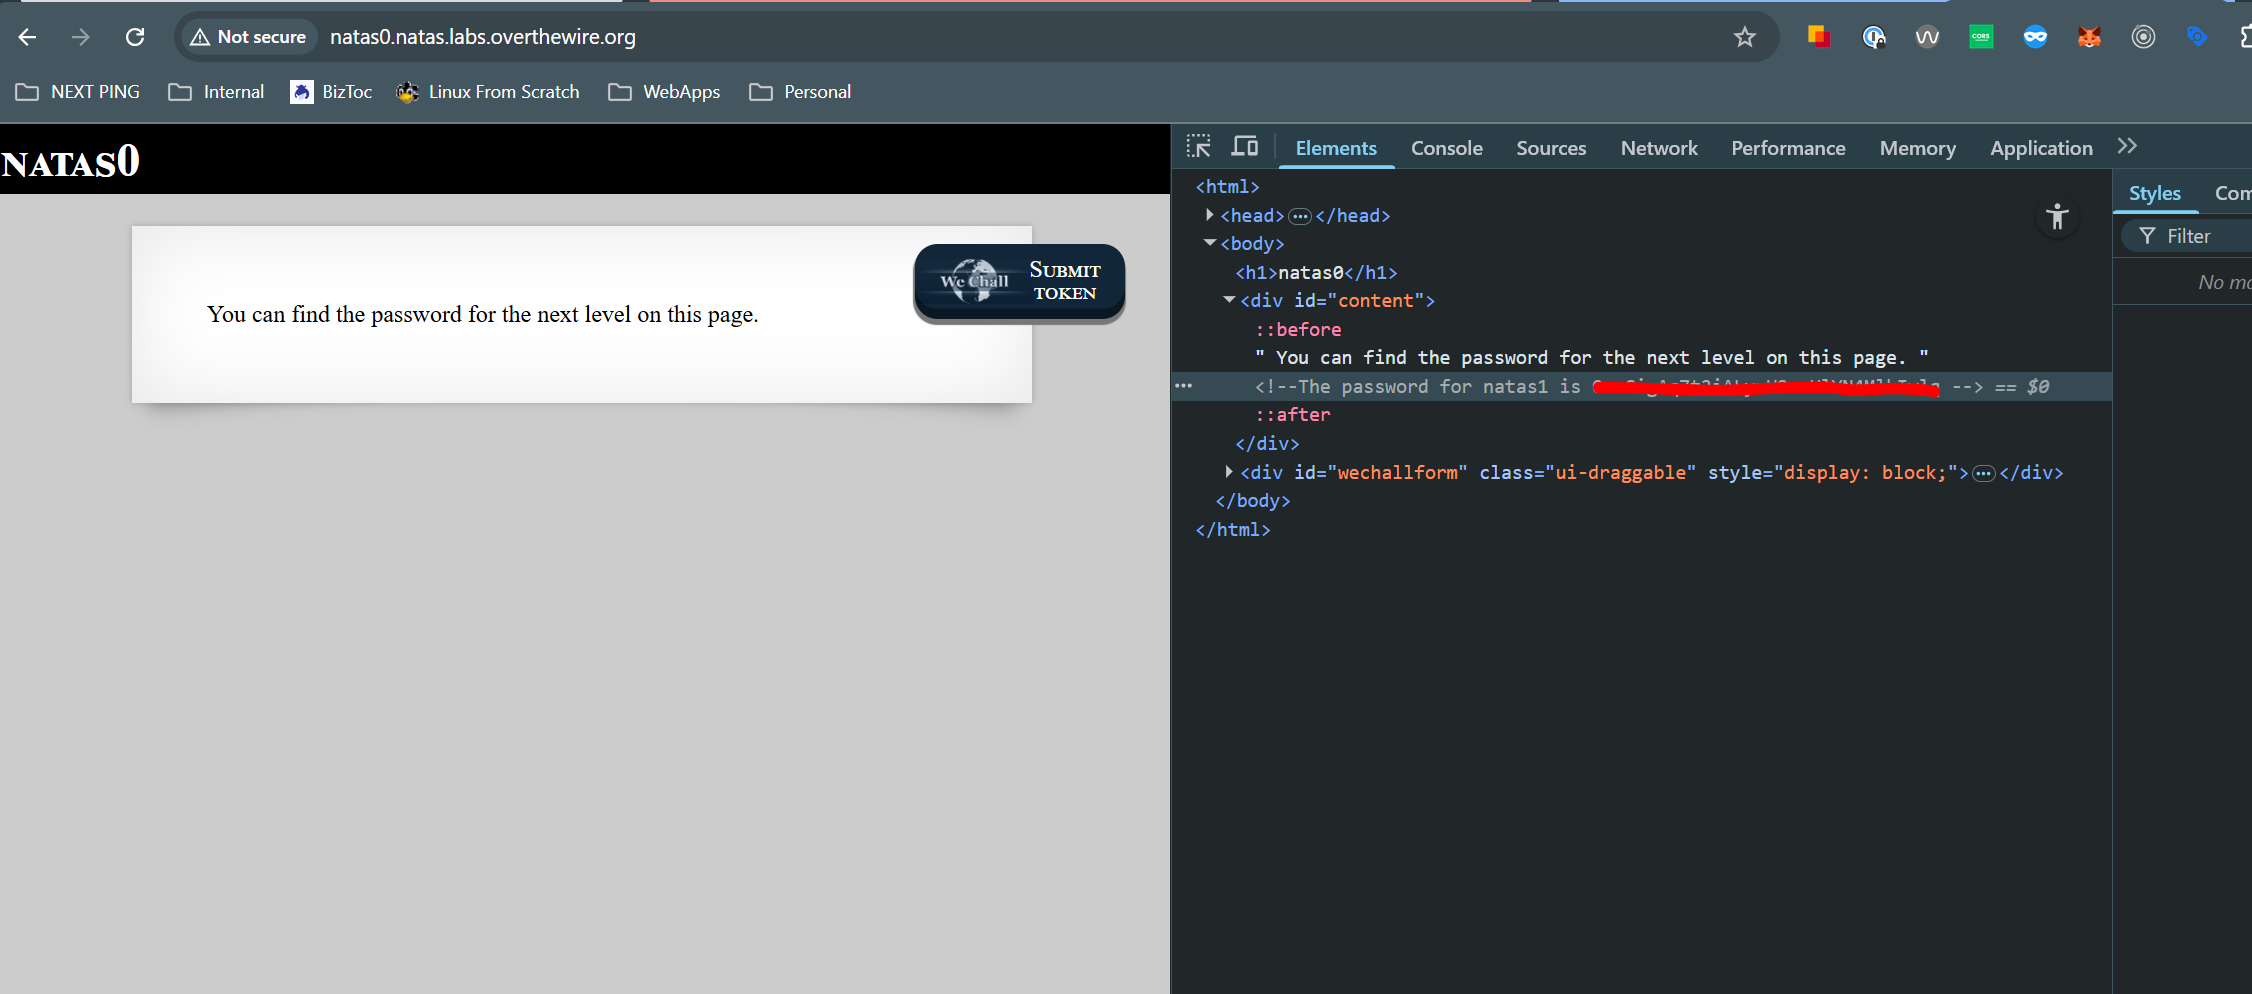 Not secure natas0.natas.labs.overthewire.org
NEXT PING Internal BizToc Linux From Scratch WebApps Personal
NATAS0
You can find the password for the next level on this page.
We Chall
SUBMIT
TOKEN
Elements Console Sources Network Performance Memory Application
<html>
<head> ··· </head>
<body>
<h1>natas0</h1>
<div id="content">
::before
" You can find the password for the next level on this page. "
<!--The password for natas1 is --> == $0
::after
</div>
<div id="wechallform" class="ui-draggable" style="display: block;"> ··· </div>
</body>
</html>
Styles
Filter
No
CORS